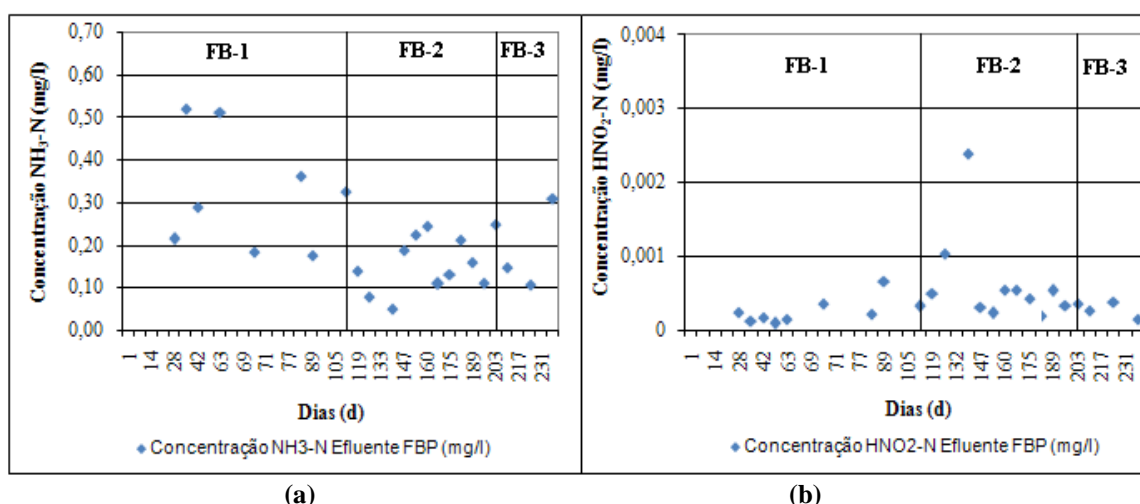 0,70
0,60
0,50
0,40
0,30
0,20
0,10
0,00
Concentração NH₃-N (mg/l)
FB-1 FB-2 FB-3
1 14 28 42 63 69 71 77 89 105 119 133 147 160 175 189 203 217 231
Dias (d)
Concentração NH3-N Efluente FBP (mg/l)
(a)
0,004
0,003
0,002
0,001
0
Concentração HNO₂-N (mg/l)
FB-1 FB-2 FB-3
1 14 28 42 63 69 71 77 89 105 119 132 147 160 175 189 203 217 231
Dias (d)
Concentração HNO2-N Efluente FBP (mg/l)
(b)